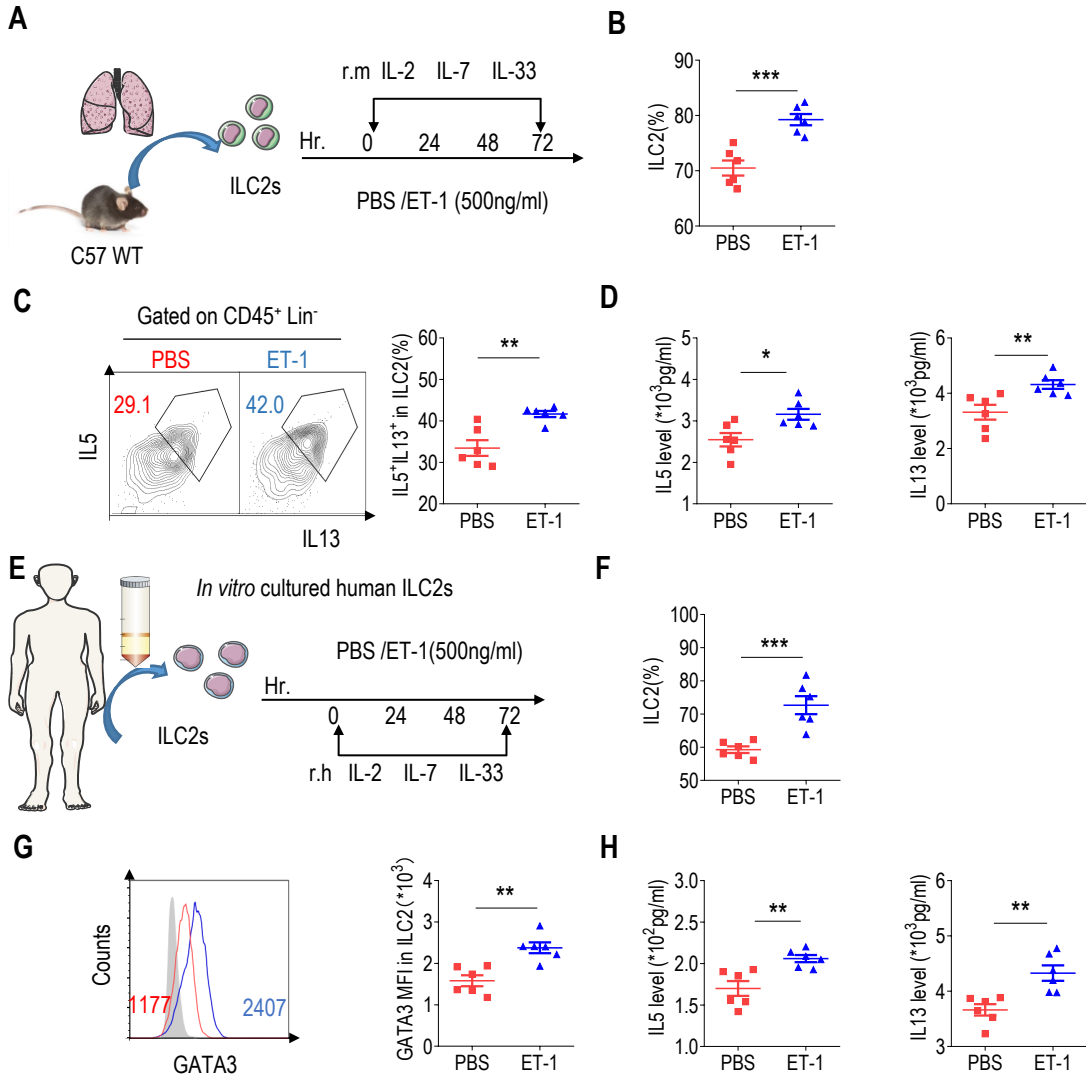 A
r.m IL-2 IL-7 IL-33
Hr. 0 24 48 72
ILC2s
PBS /ET-1 (500ng/ml)
C57 WT
B
ILC2(%)
90
80
70
60
***
PBS ET-1
C
Gated on CD45⁺ Lin⁻
PBS ET-1
29.1 42.0
IL5
IL13
IL5⁺IL13⁺ in ILC2(%)
60
50
40
30
20
**
PBS ET-1
D
IL5 level (*10³pg/ml)
5
4
3
2
1
*
PBS ET-1
IL13 level (*10³pg/ml)
6
4
2
0
**
PBS ET-1
E
In vitro cultured human ILC2s
PBS /ET-1(500ng/ml)
Hr.
0 24 48 72
ILC2s
r.h IL-2 IL-7 IL-33
F
ILC2(%)
100
90
80
70
60
50
***
PBS ET-1
G
Counts
1177 2407
GATA3
GATA3 MFI in ILC2 (*10³)
4
3
2
1
0
**
PBS ET-1
H
IL5 level (*10²pg/ml)
3.0
2.5
2.0
1.5
1.0
**
PBS ET-1
IL13 level (*10³pg/ml)
6
5
4
3
**
PBS ET-1